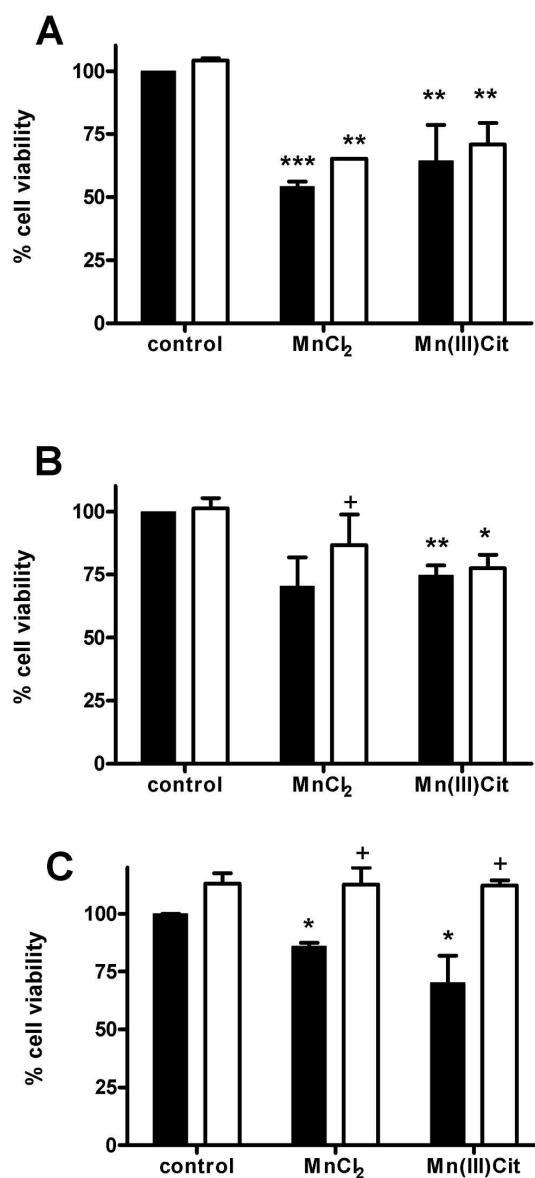 A
% cell viability
100
75
50
25
0
*** ** ** **
control MnCl₂ Mn(III)Cit
B
% cell viability
100
75
50
25
0
+ ** *
control MnCl₂ Mn(III)Cit
C
% cell viability
100
75
50
25
0
* + * +
control MnCl₂ Mn(III)Cit